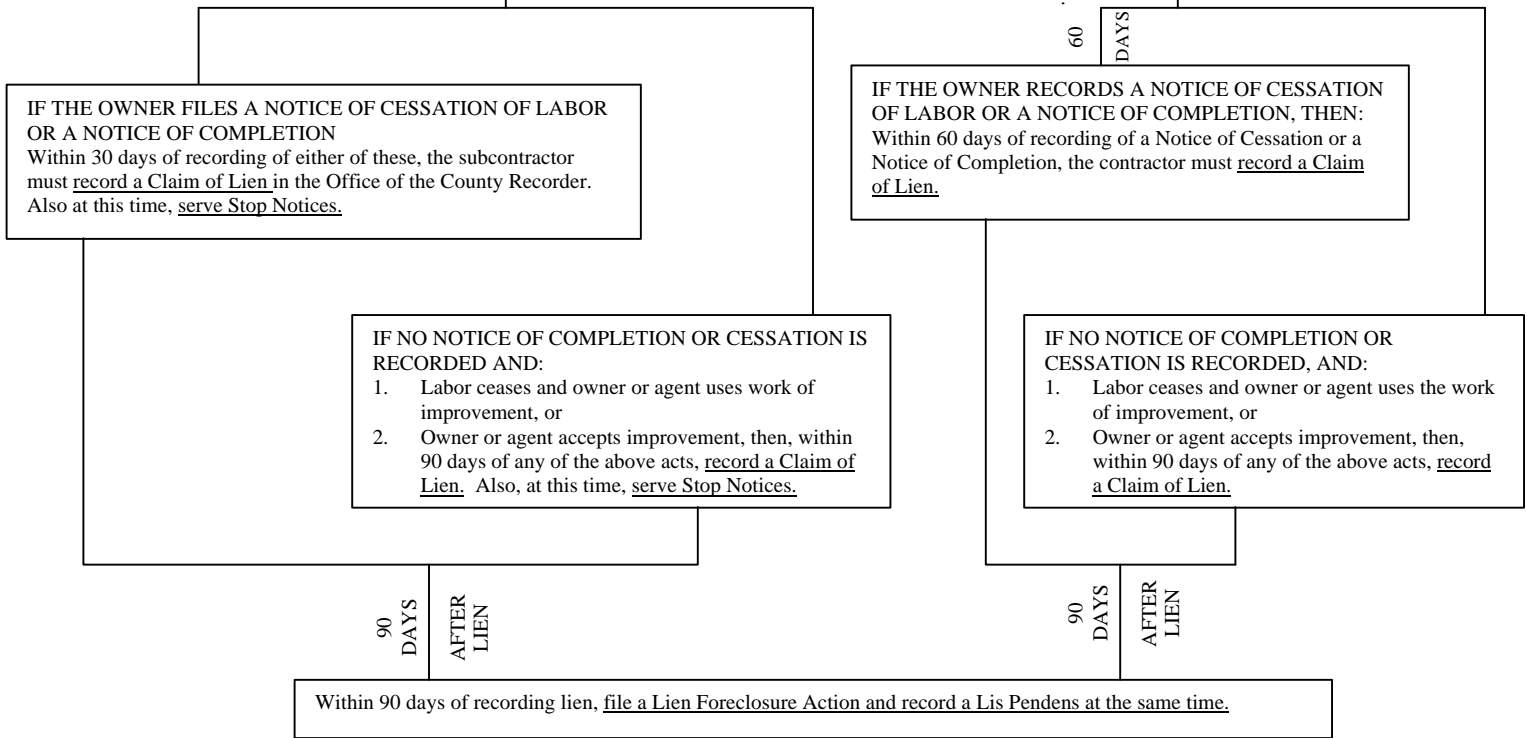 60
DAYS
IF THE OWNER FILES A NOTICE OF CESSATION OF LABOR
OR A NOTICE OF COMPLETION
Within 30 days of recording of either of these, the subcontractor
must record a Claim of Lien in the Office of the County Recorder.
Also at this time, serve Stop Notices.
IF THE OWNER RECORDS A NOTICE OF CESSATION
OF LABOR OR A NOTICE OF COMPLETION, THEN:
Within 60 days of recording of a Notice of Cessation or a
Notice of Completion, the contractor must record a Claim
of Lien.
IF NO NOTICE OF COMPLETION OR CESSATION IS
RECORDED AND:
1. Labor ceases and owner or agent uses work of
improvement, or
2. Owner or agent accepts improvement, then, within
90 days of any of the above acts, record a Claim of
Lien. Also, at this time, serve Stop Notices.
IF NO NOTICE OF COMPLETION OR
CESSATION IS RECORDED, AND:
1. Labor ceases and owner or agent uses the work
of improvement, or
2. Owner or agent accepts improvement, then,
within 90 days of any of the above acts, record
a Claim of Lien.
90
DAYS
AFTER
LIEN
90
DAYS
AFTER
LIEN
Within 90 days of recording lien, file a Lien Foreclosure Action and record a Lis Pendens at the same time.